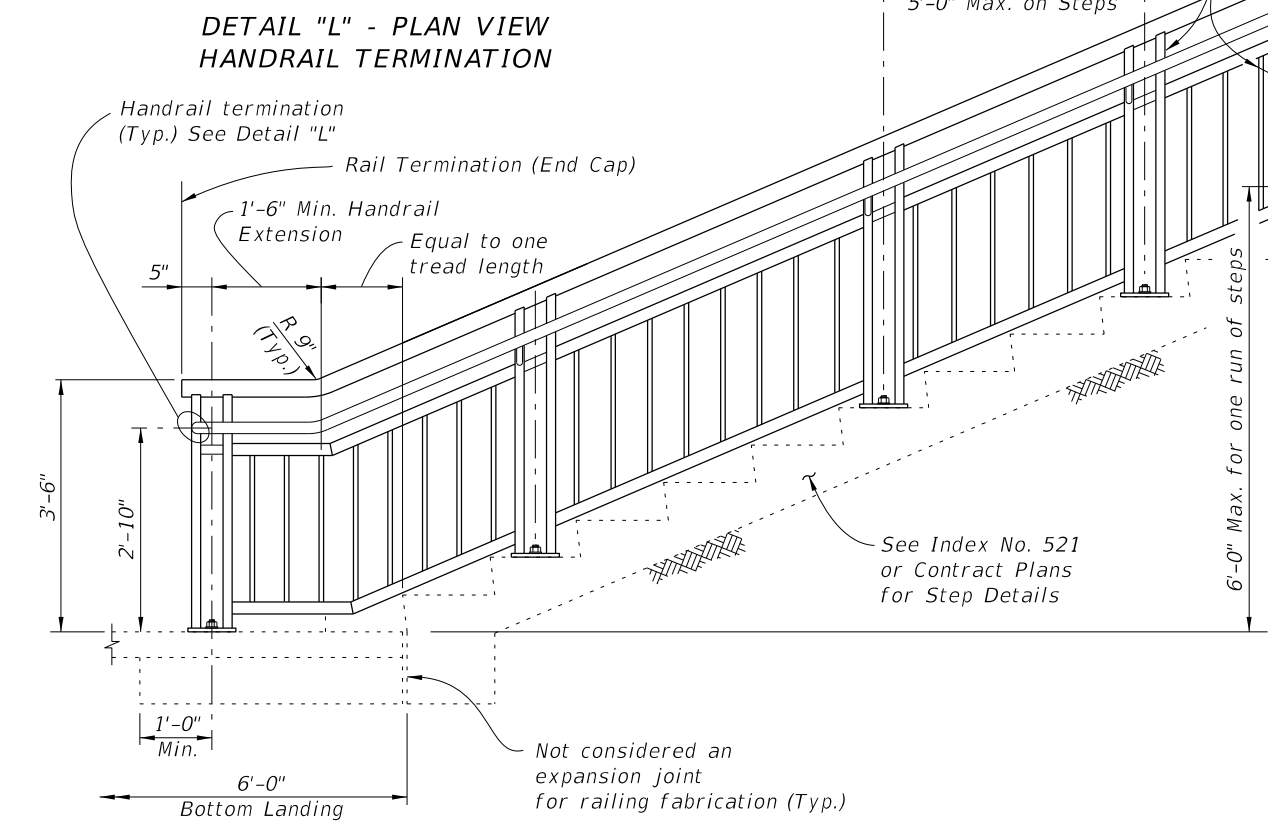 DETAIL "L" - PLAN VIEW
HANDRAIL TERMINATION
5'-0" Max. on Steps
Handrail termination
(Typ.) See Detail "L"
Rail Termination (End Cap)
1'-6" Min. Handrail
Extension
Equal to one
tread length
5"
R 9"
(Typ.)
3'-6"
2'-10"
6'-0" Max. for one run of steps
See Index No. 521
or Contract Plans
for Step Details
1'-0"
Min.
6'-0"
Bottom Landing
Not considered an
expansion joint
for railing fabrication (Typ.)